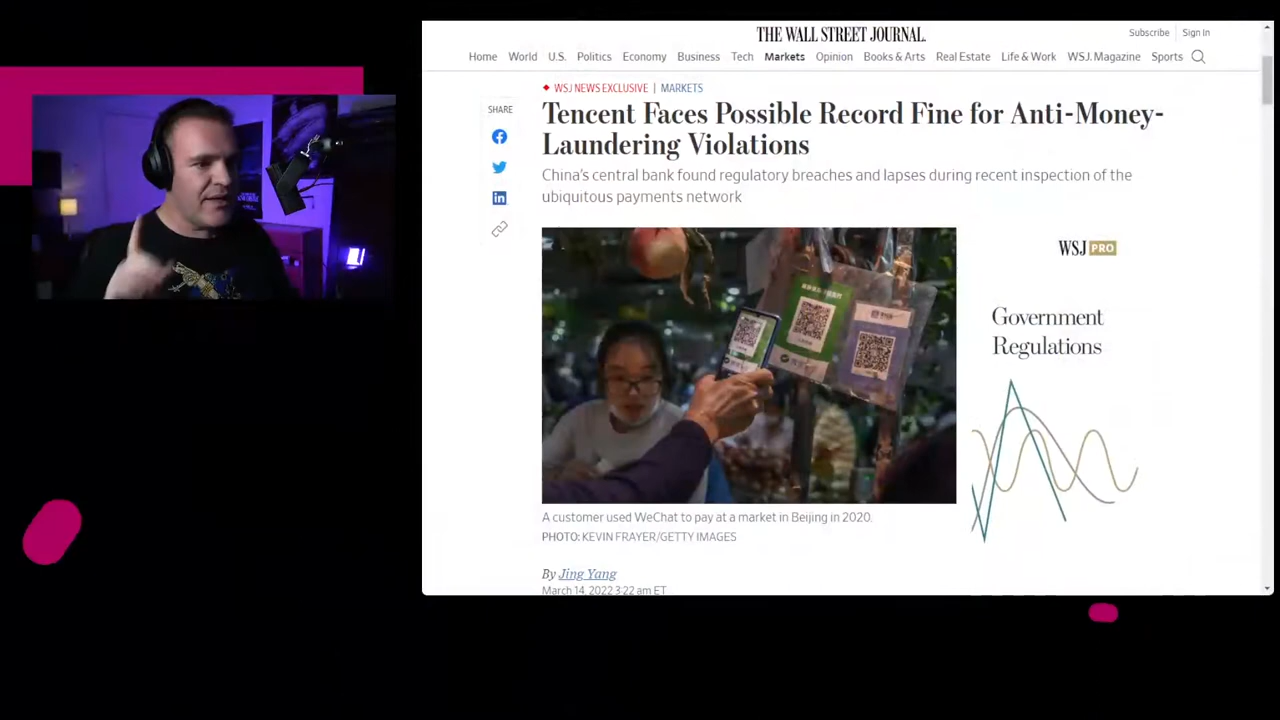 THE WALL STREET JOURNAL.
Subscribe | Sign In
Home World U.S. Politics Economy Business Tech Markets Opinion Books & Arts Real Estate Life & Work WSJ. Magazine Sports
SHARE
WSJ NEWS EXCLUSIVE | MARKETS
Tencent Faces Possible Record Fine for Anti-Money-
Laundering Violations
China's central bank found regulatory breaches and lapses during recent inspection of the
ubiquitous payments network
WSJ PRO
Government
Regulations
A customer used WeChat to pay at a market in Beijing in 2020.
PHOTO: KEVIN FRAYER/GETTY IMAGES
By Jing Yang
March 14, 2022 3:22 am ET